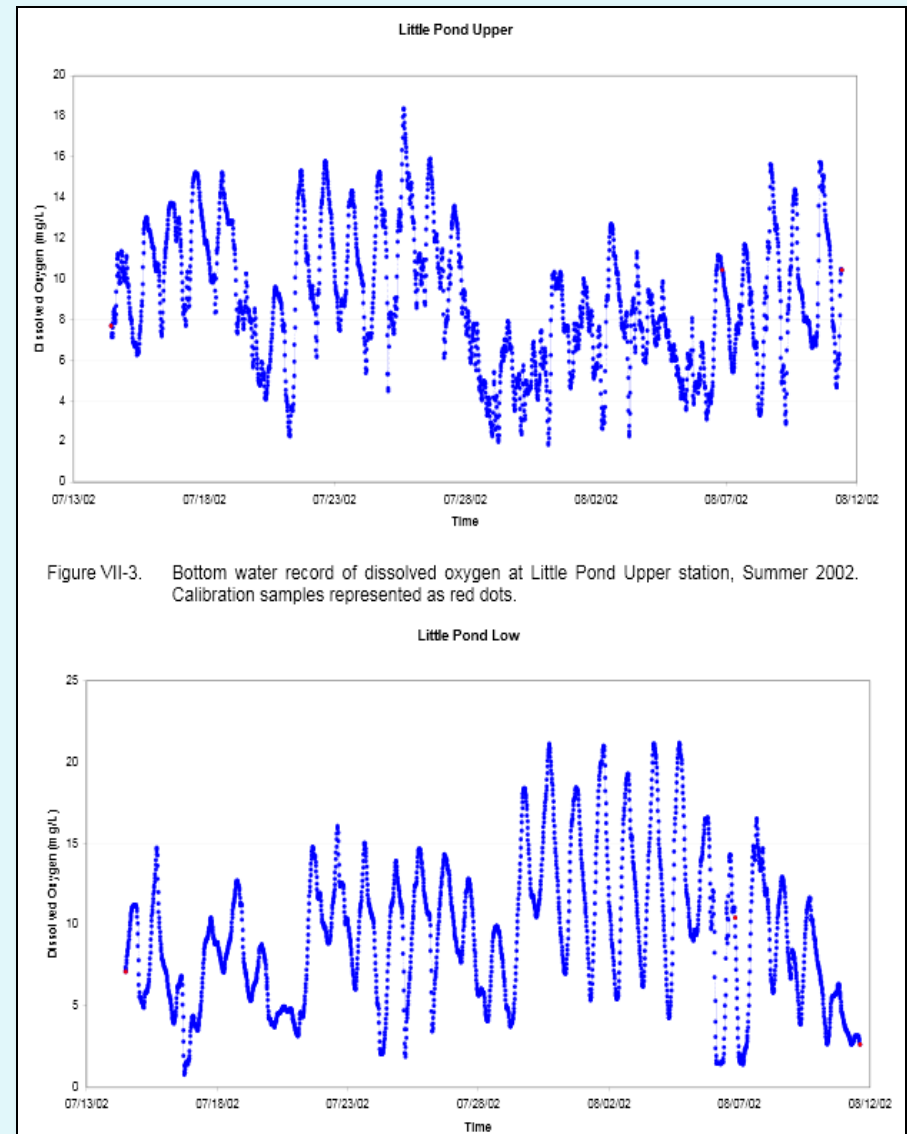 Little Pond Upper
20
18
16
14
12
10
8
6
4
2
0
Dissolved Oxygen (mg/L)
07/13/02 07/18/02 07/23/02 07/28/02 08/02/02 08/07/02 08/12/02
Time
Figure VII-3. Bottom water record of dissolved oxygen at Little Pond Upper station, Summer 2002.
Calibration samples represented as red dots.
Little Pond Low
25
20
15
10
5
0
Dissolved Oxygen (mg/L)
07/13/02 07/18/02 07/23/02 07/28/02 08/02/02 08/07/02 08/12/02
Time